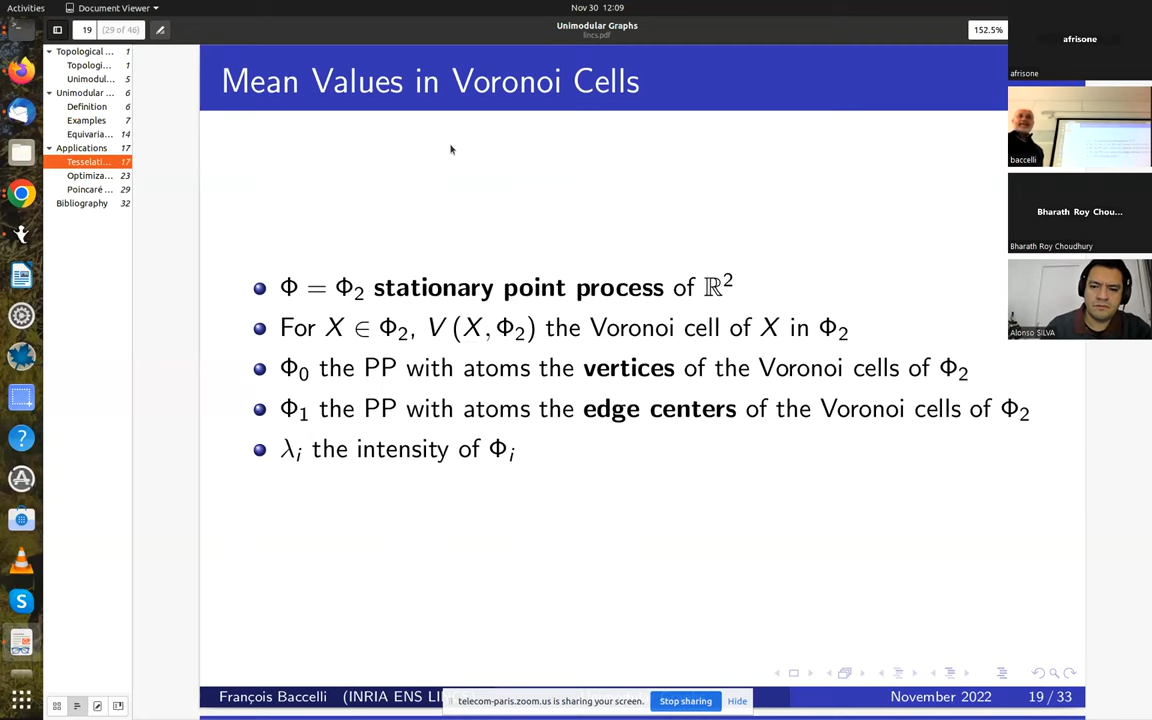 Activities
Document Viewer
Nov 30 12:09
19
(29 of 46)
Unimodular Graphs
lincs.pdf
152.5%
Topological ... 1
Topologi... 1
Unimodul... 5
Unimodular ... 6
Definition 6
Examples 7
Equivaria... 14
Applications 17
Tesselati... 17
Optimiza... 23
Poincaré ... 29
Bibliography 32
Mean Values in Voronoi Cells
Φ = Φ₂ stationary point process of ℝ²
For X ∈ Φ₂, V (X, Φ₂) the Voronoi cell of X in Φ₂
Φ₀ the PP with atoms the vertices of the Voronoi cells of Φ₂
Φ₁ the PP with atoms the edge centers of the Voronoi cells of Φ₂
λᵢ the intensity of Φᵢ
François Baccelli (INRIA ENS LI
November 2022 19 / 33
telecom-paris.zoom.us is sharing your screen.
Stop sharing
Hide
afrisone
afrisone
baccelli
Bharath Roy Chou...
Bharath Roy Choudhury
Alonso SILVA